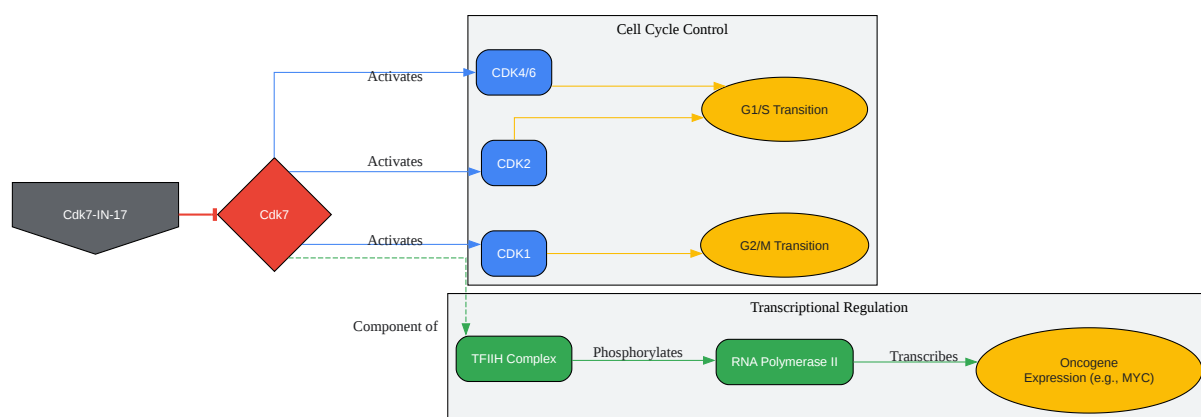 Cell Cycle Control
CDK4/6
Activates
G1/S Transition
Activates
CDK2
Cdk7-IN-17
Cdk7
Activates
CDK1
G2/M Transition
Transcriptional Regulation
Component of
TFIIH Complex
Phosphorylates
RNA Polymerase II
Transcribes
Oncogene
Expression (e.g., MYC)